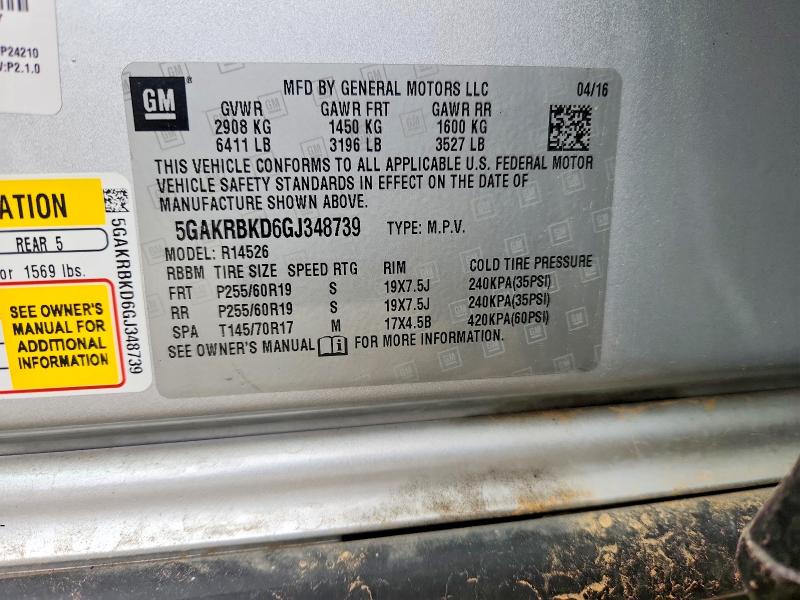 P24210
:P2.1.0
GM
MFD BY GENERAL MOTORS LLC 04/16
GVWR GAWR FRT GAWR RR
2908 KG 1450 KG 1600 KG
6411 LB 3196 LB 3527 LB
THIS VEHICLE CONFORMS TO ALL APPLICABLE U.S. FEDERAL MOTOR
VEHICLE SAFETY STANDARDS IN EFFECT ON THE DATE OF
MANUFACTURE SHOWN ABOVE.
5GAKRBKD6GJ348739 TYPE: M.P.V.
MODEL: R14526
RBBM TIRE SIZE SPEED RTG RIM COLD TIRE PRESSURE
FRT P255/60R19 S 19X7.5J 240KPA(35PSI)
RR P255/60R19 S 19X7.5J 240KPA(35PSI)
SPA T145/70R17 M 17X4.5B 420KPA(60PSI)
SEE OWNER'S MANUAL i FOR MORE INFORMATION.
ATION
REAR 5
or 1569 lbs.
SEE OWNER'S
MANUAL FOR
ADDITIONAL
INFORMATION
5GAKRBKD6GJ348739